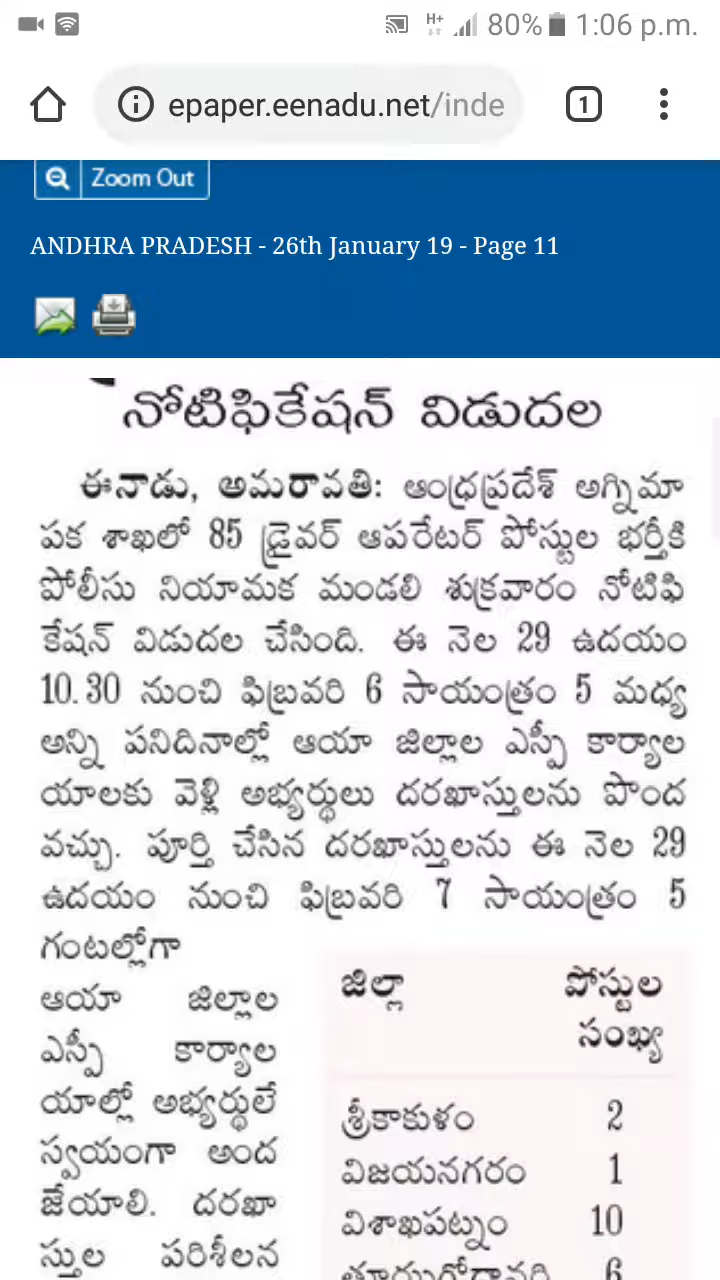 H+ 80% 1:06 p.m.
epaper.eenadu.net/inde 1
Zoom Out
ANDHRA PRADESH - 26th January 19 - Page 11
నోటిఫికేషన్ విడుదల
ఈనాడు, అమరావతి: ఆంధ్రప్రదేశ్ అగ్నిమా
పక శాఖలో 85 డ్రైవర్ ఆపరేటర్ పోస్టుల భర్తీకి
పోలీసు నియామక మండలి శుక్రవారం నోటిఫి
కేషన్ విడుదల చేసింది. ఈ నెల 29 ఉదయం
10.30 నుంచి ఫిబ్రవరి 6 సాయంత్రం 5 మధ్య
అన్ని పనిదినాల్లో ఆయా జిల్లాల ఎస్పీ కార్యాల
యాలకు వెళ్లి అభ్యర్థులు దరఖాస్తులను పొంద
వచ్చు. పూర్తి చేసిన దరఖాస్తులను ఈ నెల 29
ఉదయం నుంచి ఫిబ్రవరి 7 సాయంత్రం 5
గంటల్లోగా
ఆయా జిల్లాల
ఎస్పీ కార్యాల
యాల్లో అభ్యర్థులే
స్వయంగా అంద
జేయాలి. దరఖా
స్తుల పరిశీలన
జిల్లా పోస్టుల
సంఖ్య
శ్రీకాకుళం 2
విజయనగరం 1
విశాఖపట్నం 10
తూర్పుగోదావరి 6